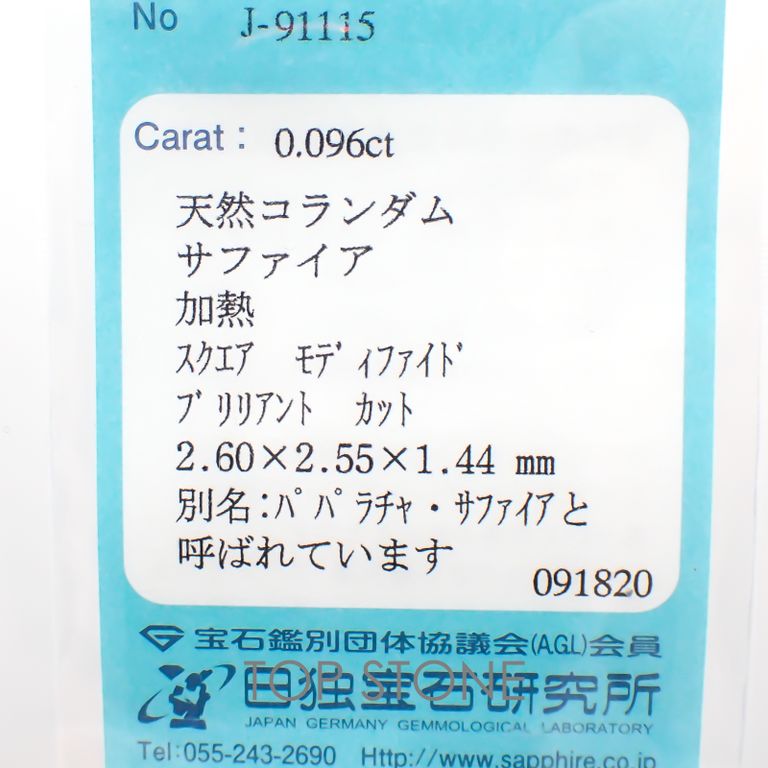 No J-91115
Carat: 0.096ct
天然コランダム
サファイア
加熱
ｽｸｴｱ ﾓﾃﾞｨﾌｧｲﾄﾞ
ﾌﾞﾘﾘｱﾝﾄ ｶｯﾄ
2.60×2.55×1.44 mm
別名:ﾊﾟﾊﾟﾗﾁｬ・ｻﾌｧｲｱと
呼ばれています
091820
宝石鑑別団体協議会(AGL)会員
TOP STONE
日独宝石研究所
JAPAN GERMANY GEMMOLOGICAL LABORATORY
Tel:055-243-2690 Http://www.sapphire.co.jp